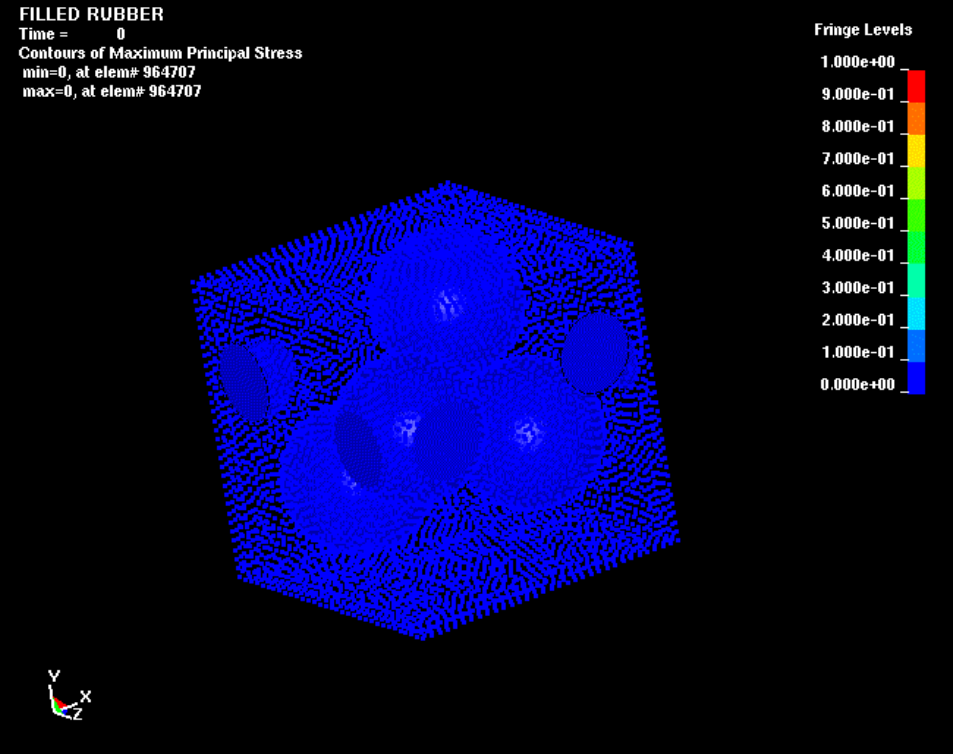 FILLED RUBBER
Time =        0
Contours of Maximum Principal Stress
min=0, at elem# 964707
max=0, at elem# 964707
Fringe Levels
1.000e+00
9.000e-01
8.000e-01
7.000e-01
6.000e-01
5.000e-01
4.000e-01
3.000e-01
2.000e-01
1.000e-01
0.000e+00
Y
X
Z